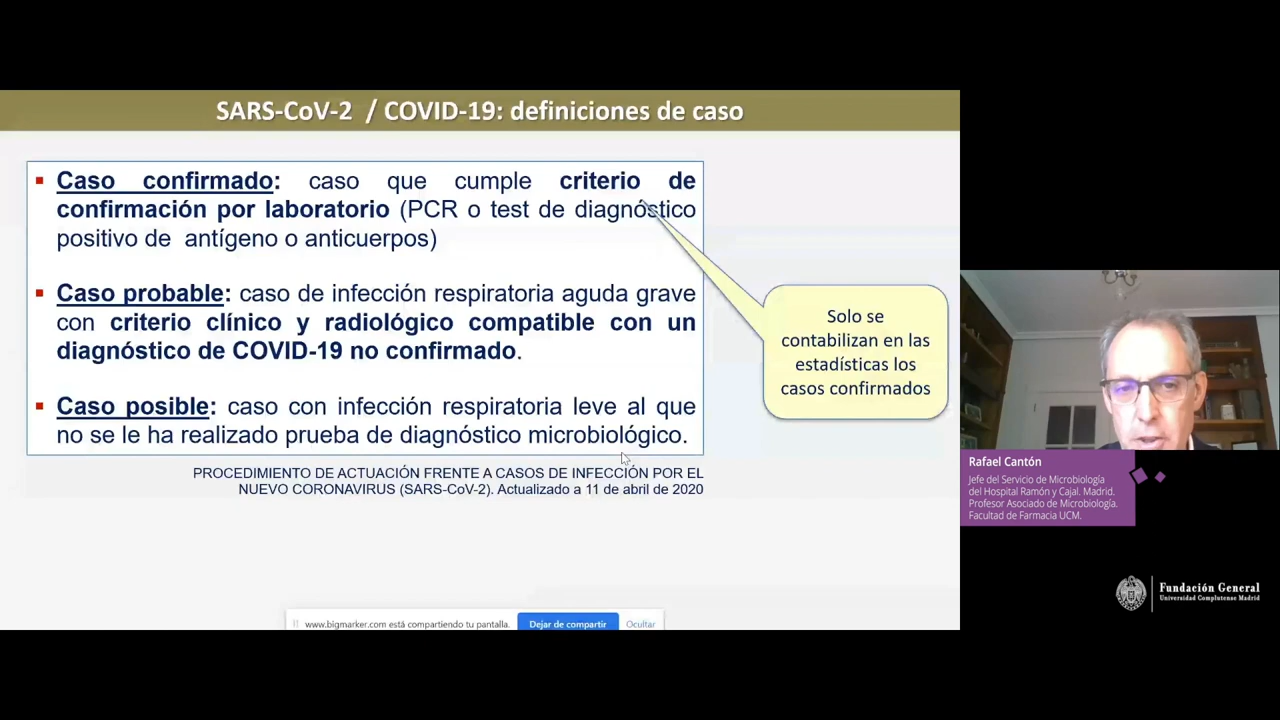 SARS-CoV-2 / COVID-19: definiciones de caso
▪ Caso confirmado: caso que cumple criterio de
confirmación por laboratorio (PCR o test de diagnóstico
positivo de antígeno o anticuerpos)
▪ Caso probable: caso de infección respiratoria aguda grave
con criterio clínico y radiológico compatible con un
diagnóstico de COVID-19 no confirmado.
▪ Caso posible: caso con infección respiratoria leve al que
no se le ha realizado prueba de diagnóstico microbiológico.
PROCEDIMIENTO DE ACTUACIÓN FRENTE A CASOS DE INFECCIÓN POR EL
NUEVO CORONAVIRUS (SARS-CoV-2). Actualizado a 11 de abril de 2020
Solo se
contabilizan en las
estadísticas los
casos confirmados
www.bigmarker.com está compartiendo tu pantalla. Dejar de compartir Ocultar
Rafael Cantón
Jefe del Servicio de Microbiología
del Hospital Ramón y Cajal. Madrid.
Profesor Asociado de Microbiología.
Facultad de Farmacia UCM.
Fundación General
Universidad Complutense Madrid